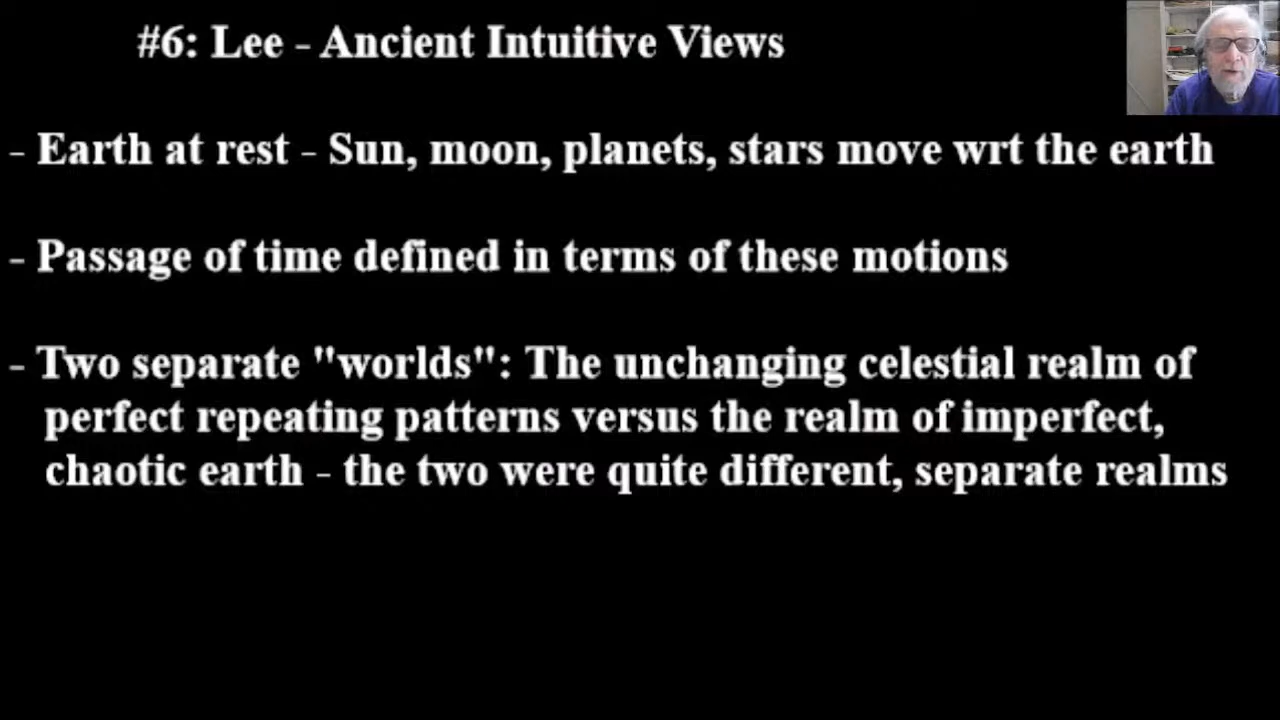 #6: Lee - Ancient Intuitive Views
- Earth at rest - Sun, moon, planets, stars move wrt the earth
- Passage of time defined in terms of these motions
- Two separate "worlds": The unchanging celestial realm of
perfect repeating patterns versus the realm of imperfect,
chaotic earth - the two were quite different, separate realms